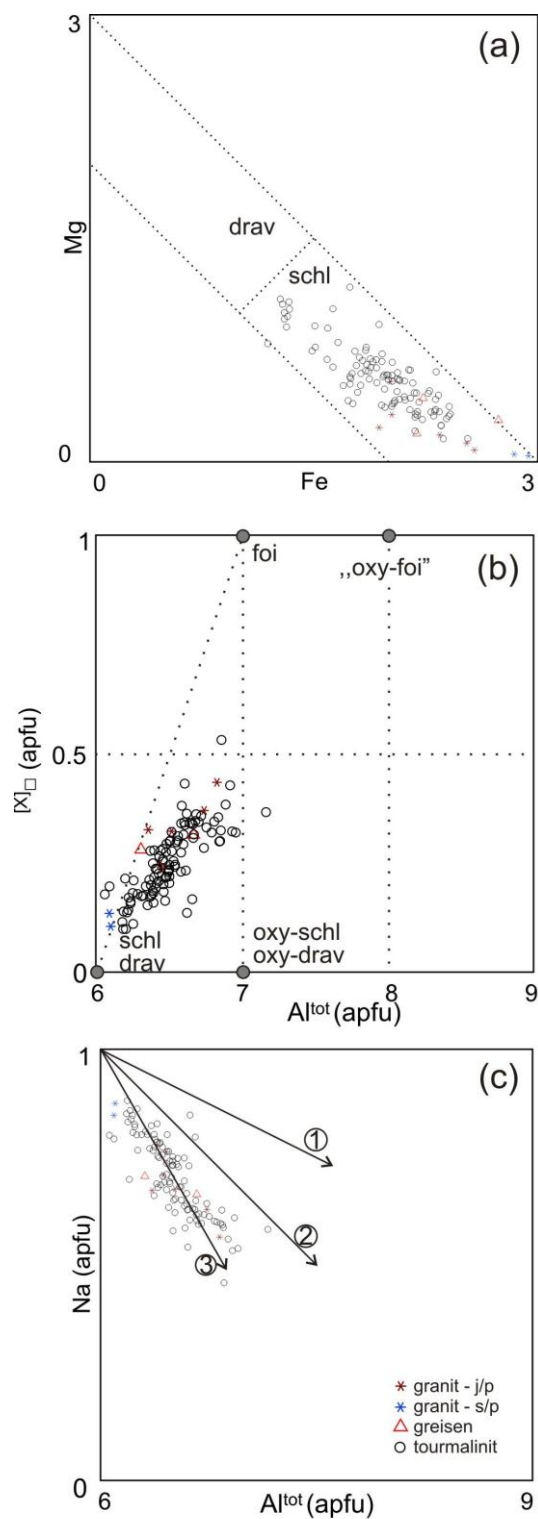 3
(a)
Mg
drav
schl
0
0
Fe
3
1
(b)
foi
,,oxy-foi”
[X]□ (apfu)
0.5
schl
drav
oxy-schl
oxy-drav
0
6
7
8
9
Al^tot (apfu)
1
(c)
Na (apfu)
1
2
3
granit - j/p
granit - s/p
greisen
tourmalinit
0
6
Al^tot (apfu)
9